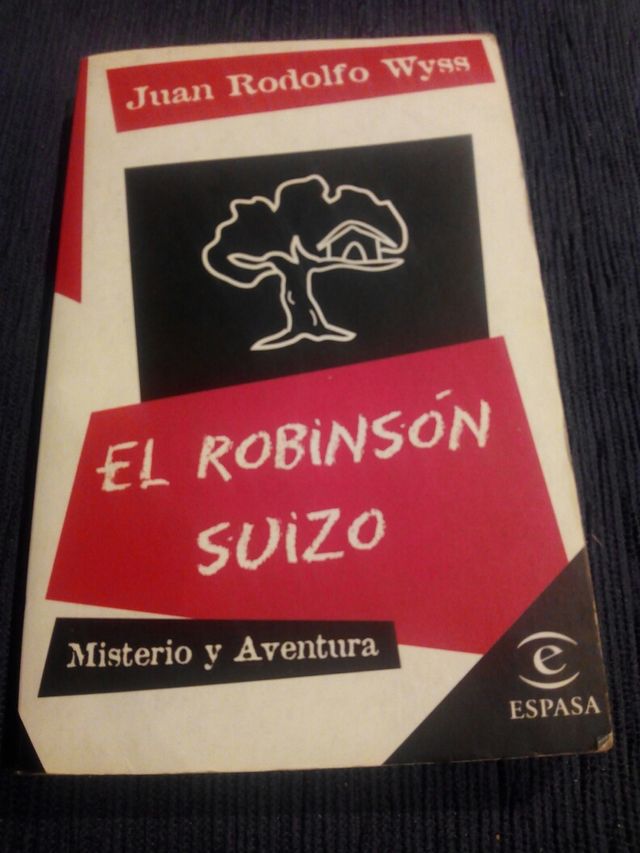 Juan Rodolfo Wyss
EL ROBINSÓN
SUIZO
Misterio y Aventura
e
ESPASA